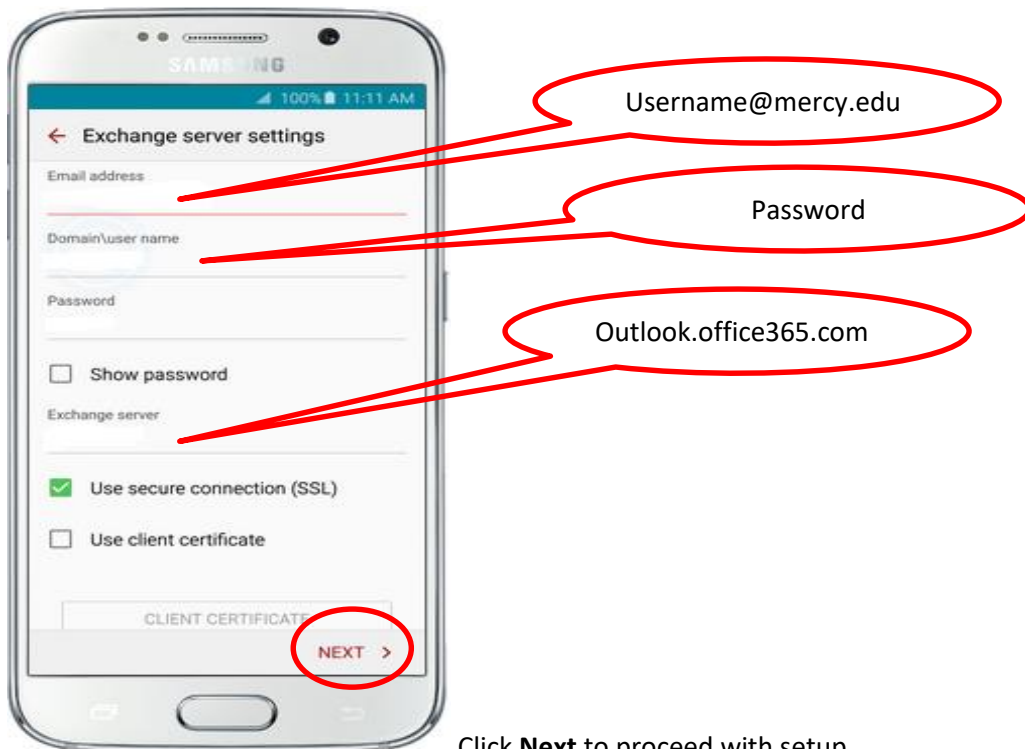 SAMSUNG
100% 11:11 AM
Exchange server settings
Email address
Domain\user name
Password
Show password
Exchange server
Use secure connection (SSL)
Use client certificate
CLIENT CERTIFICATE
NEXT >
Username@mercy.edu
Password
Outlook.office365.com
Click Next to proceed with setup